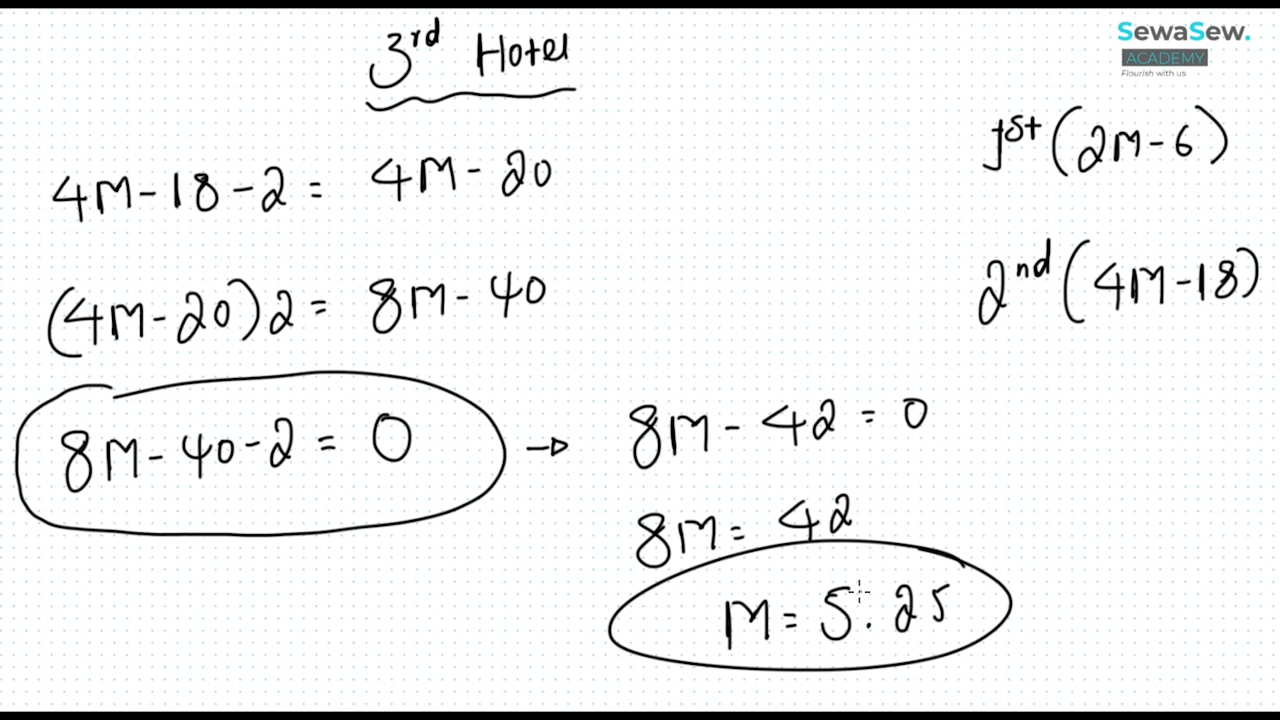 SewaSew.
ACADEMY
Flourish with us
3rd Hotel
1st (2M-6)
4M-18-2 = 4M-20
2nd (4M-18)
(4M-20)2 = 8M-40
8M-40-2 = 0 → 8M-42 = 0
8M = 42
M = 5.25